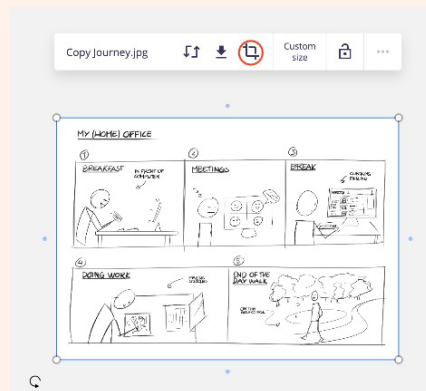 Copy Journey.jpg
Custom
size
MY (HOME) OFFICE
1
BREAKFAST
IN FRONT OF
COMPUTER
2
MEETINGS
3
BREAK
4
DOING WORK
5
END OF THE
DAY WALK